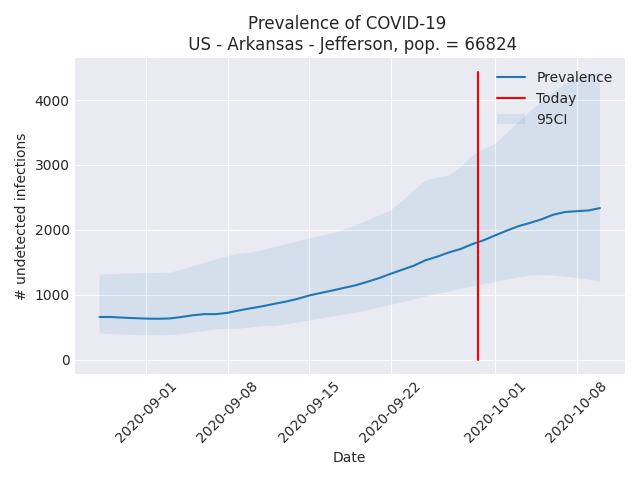 Prevalence of COVID-19
US - Arkansas - Jefferson, pop. = 66824
Prevalence
Today
95CI
# undetected infections
4000
3000
2000
1000
0
2020-09-01
2020-09-08
2020-09-15
2020-09-22
2020-10-01
2020-10-08
Date